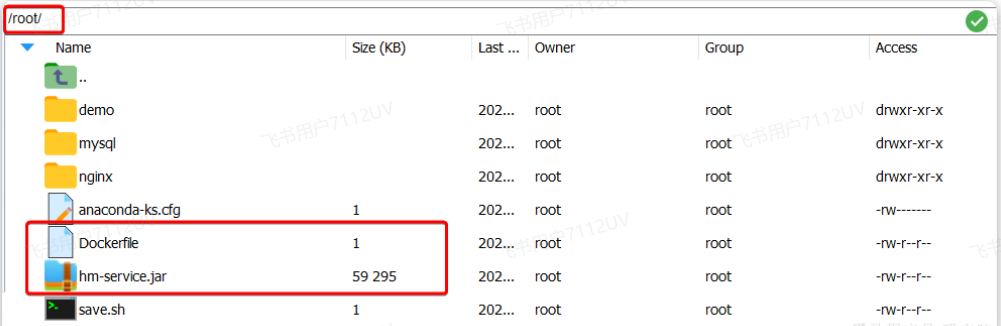 /root/
Name Size (KB) Last ... Owner Group Access
..
demo 202... root root drwxr-xr-x
mysql 202... root root drwxr-xr-x
nginx 202... root root drwxr-xr-x
anaconda-ks.cfg 1 202... root root -rw-------
Dockerfile 1 202... root root -rw-r--r--
hm-service.jar 59 295 202... root root -rw-r--r--
save.sh 1 202... root root -rw-r--r--
飞书用户7112UV